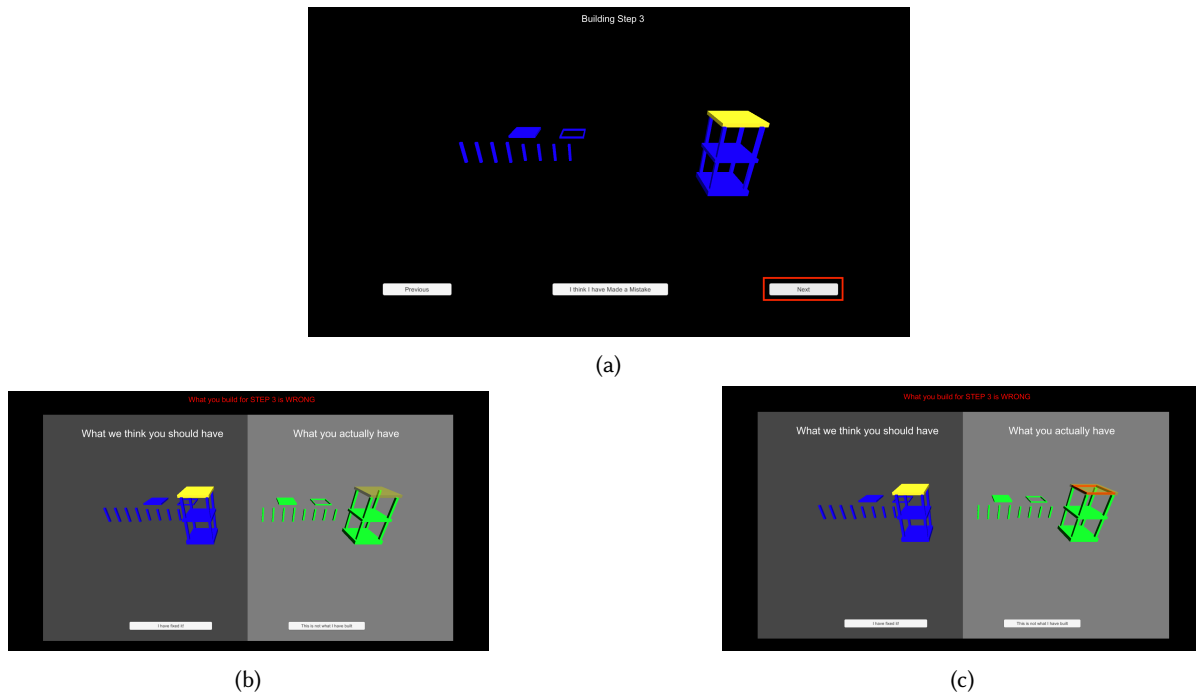 Building Step 3
Previous
I think I have Made a Mistake
Next
(a)
What you build for STEP 3 is WRONG
What we think you should have
What you actually have
I have fixed it!
This is not what I have built
(b)
What you build for STEP 3 is WRONG
What we think you should have
What you actually have
I have fixed it!
This is not what I have built
(c)